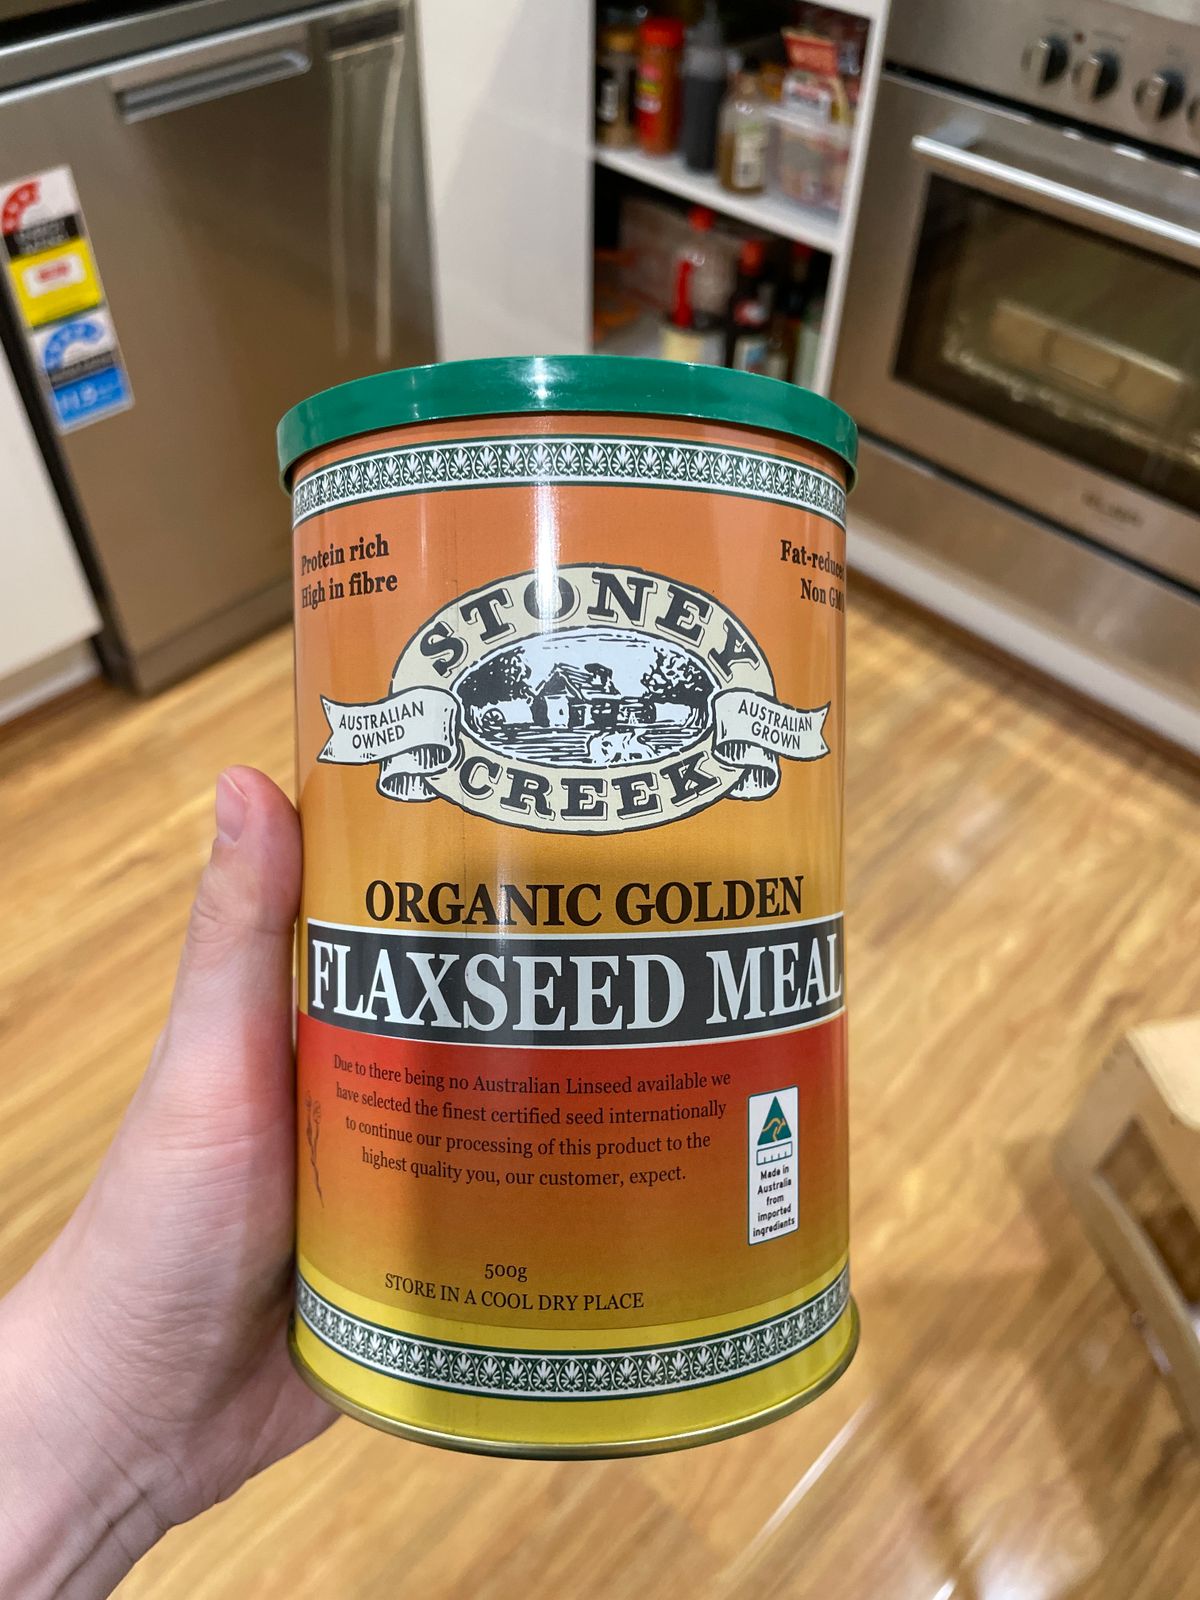 Protein rich
High in fibre
Fat-reduced
Non GMO
STONEY
AUSTRALIAN
OWNED
AUSTRALIAN
GROWN
CREEK
ORGANIC GOLDEN
FLAXSEED MEAL
Due to there being no Australian Linseed available we
have selected the finest certified seed internationally
to continue our processing of this product to the
highest quality you, our customer, expect.
Made in
Australia
from
imported
ingredients
500g
STORE IN A COOL DRY PLACE